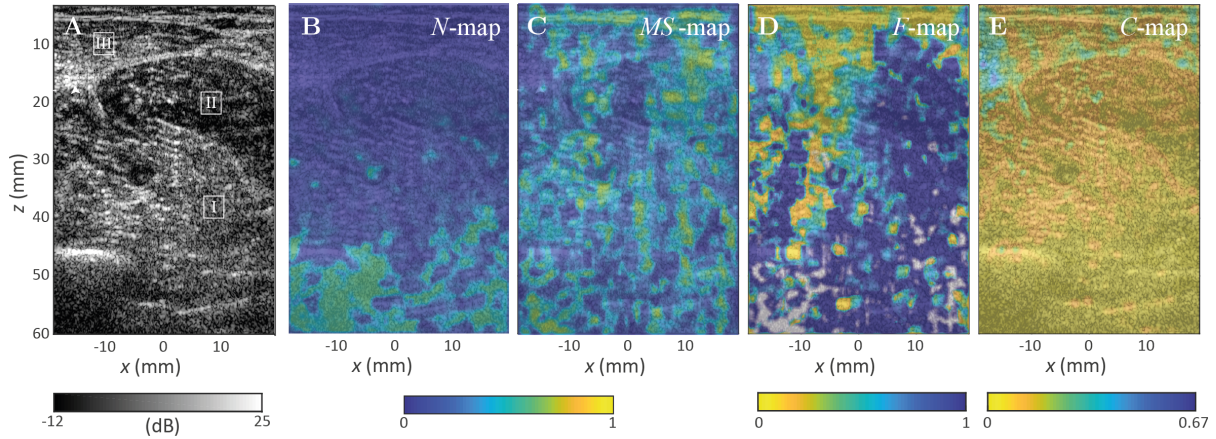 A
B
C
D
E
N-map
MS-map
F-map
C-map
III
II
I
10
20
30
40
50
60
z (mm)
-10 0 10
-10 0 10
-10 0 10
-10 0 10
-10 0 10
x (mm)
x (mm)
x (mm)
x (mm)
x (mm)
-12 25
(dB)
0 1
0 1
0 0.67